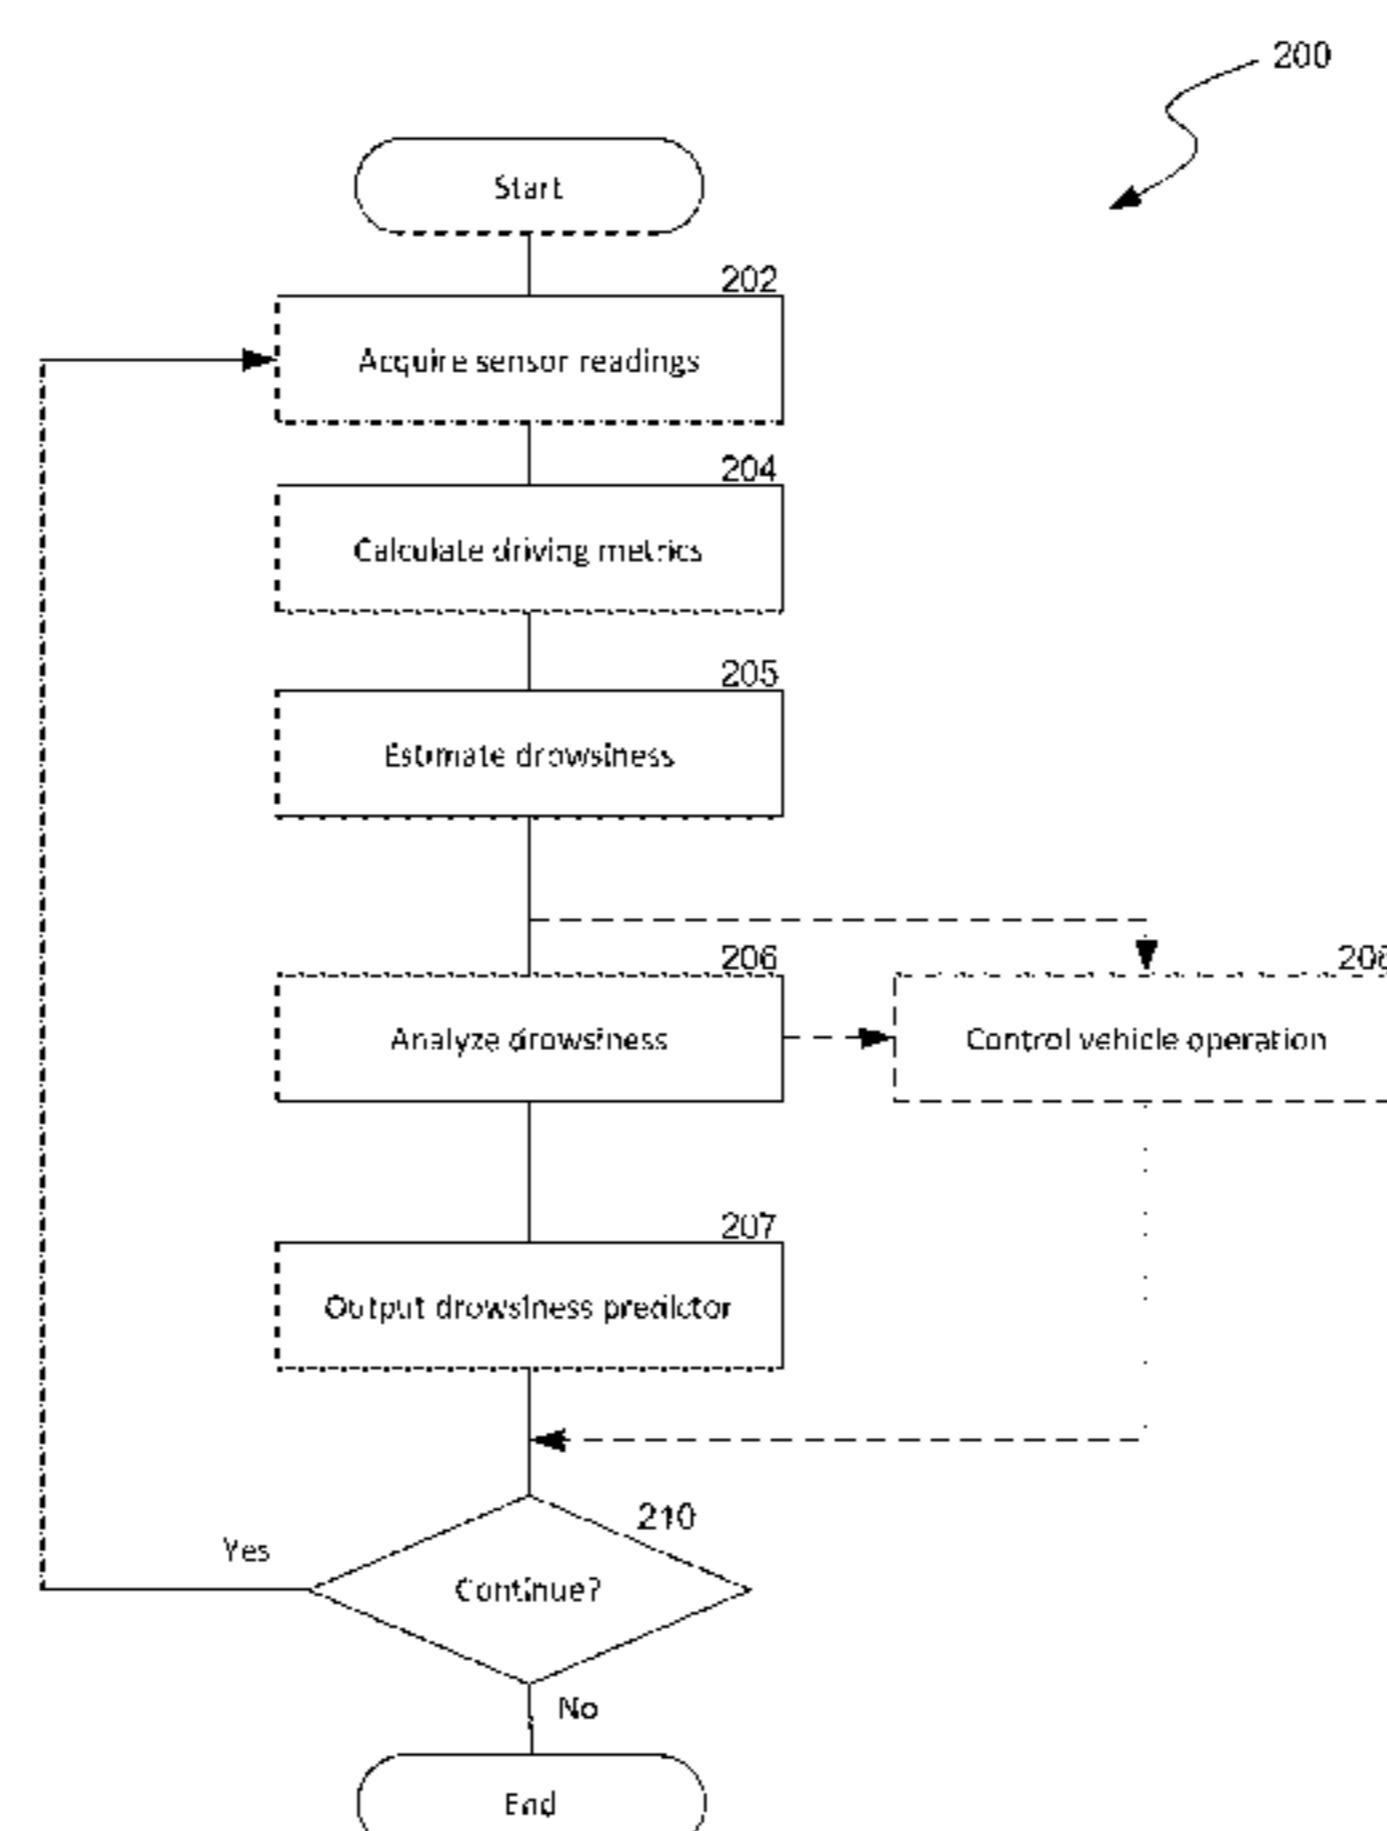 200
Start
202
Acquire sensor readings
204
Calculate driving metrics
205
Estimate drowsiness
206
Analyze drowsiness
Control vehicle operation
207
Output drowsiness predictor
210
Yes
Continue?
No
End